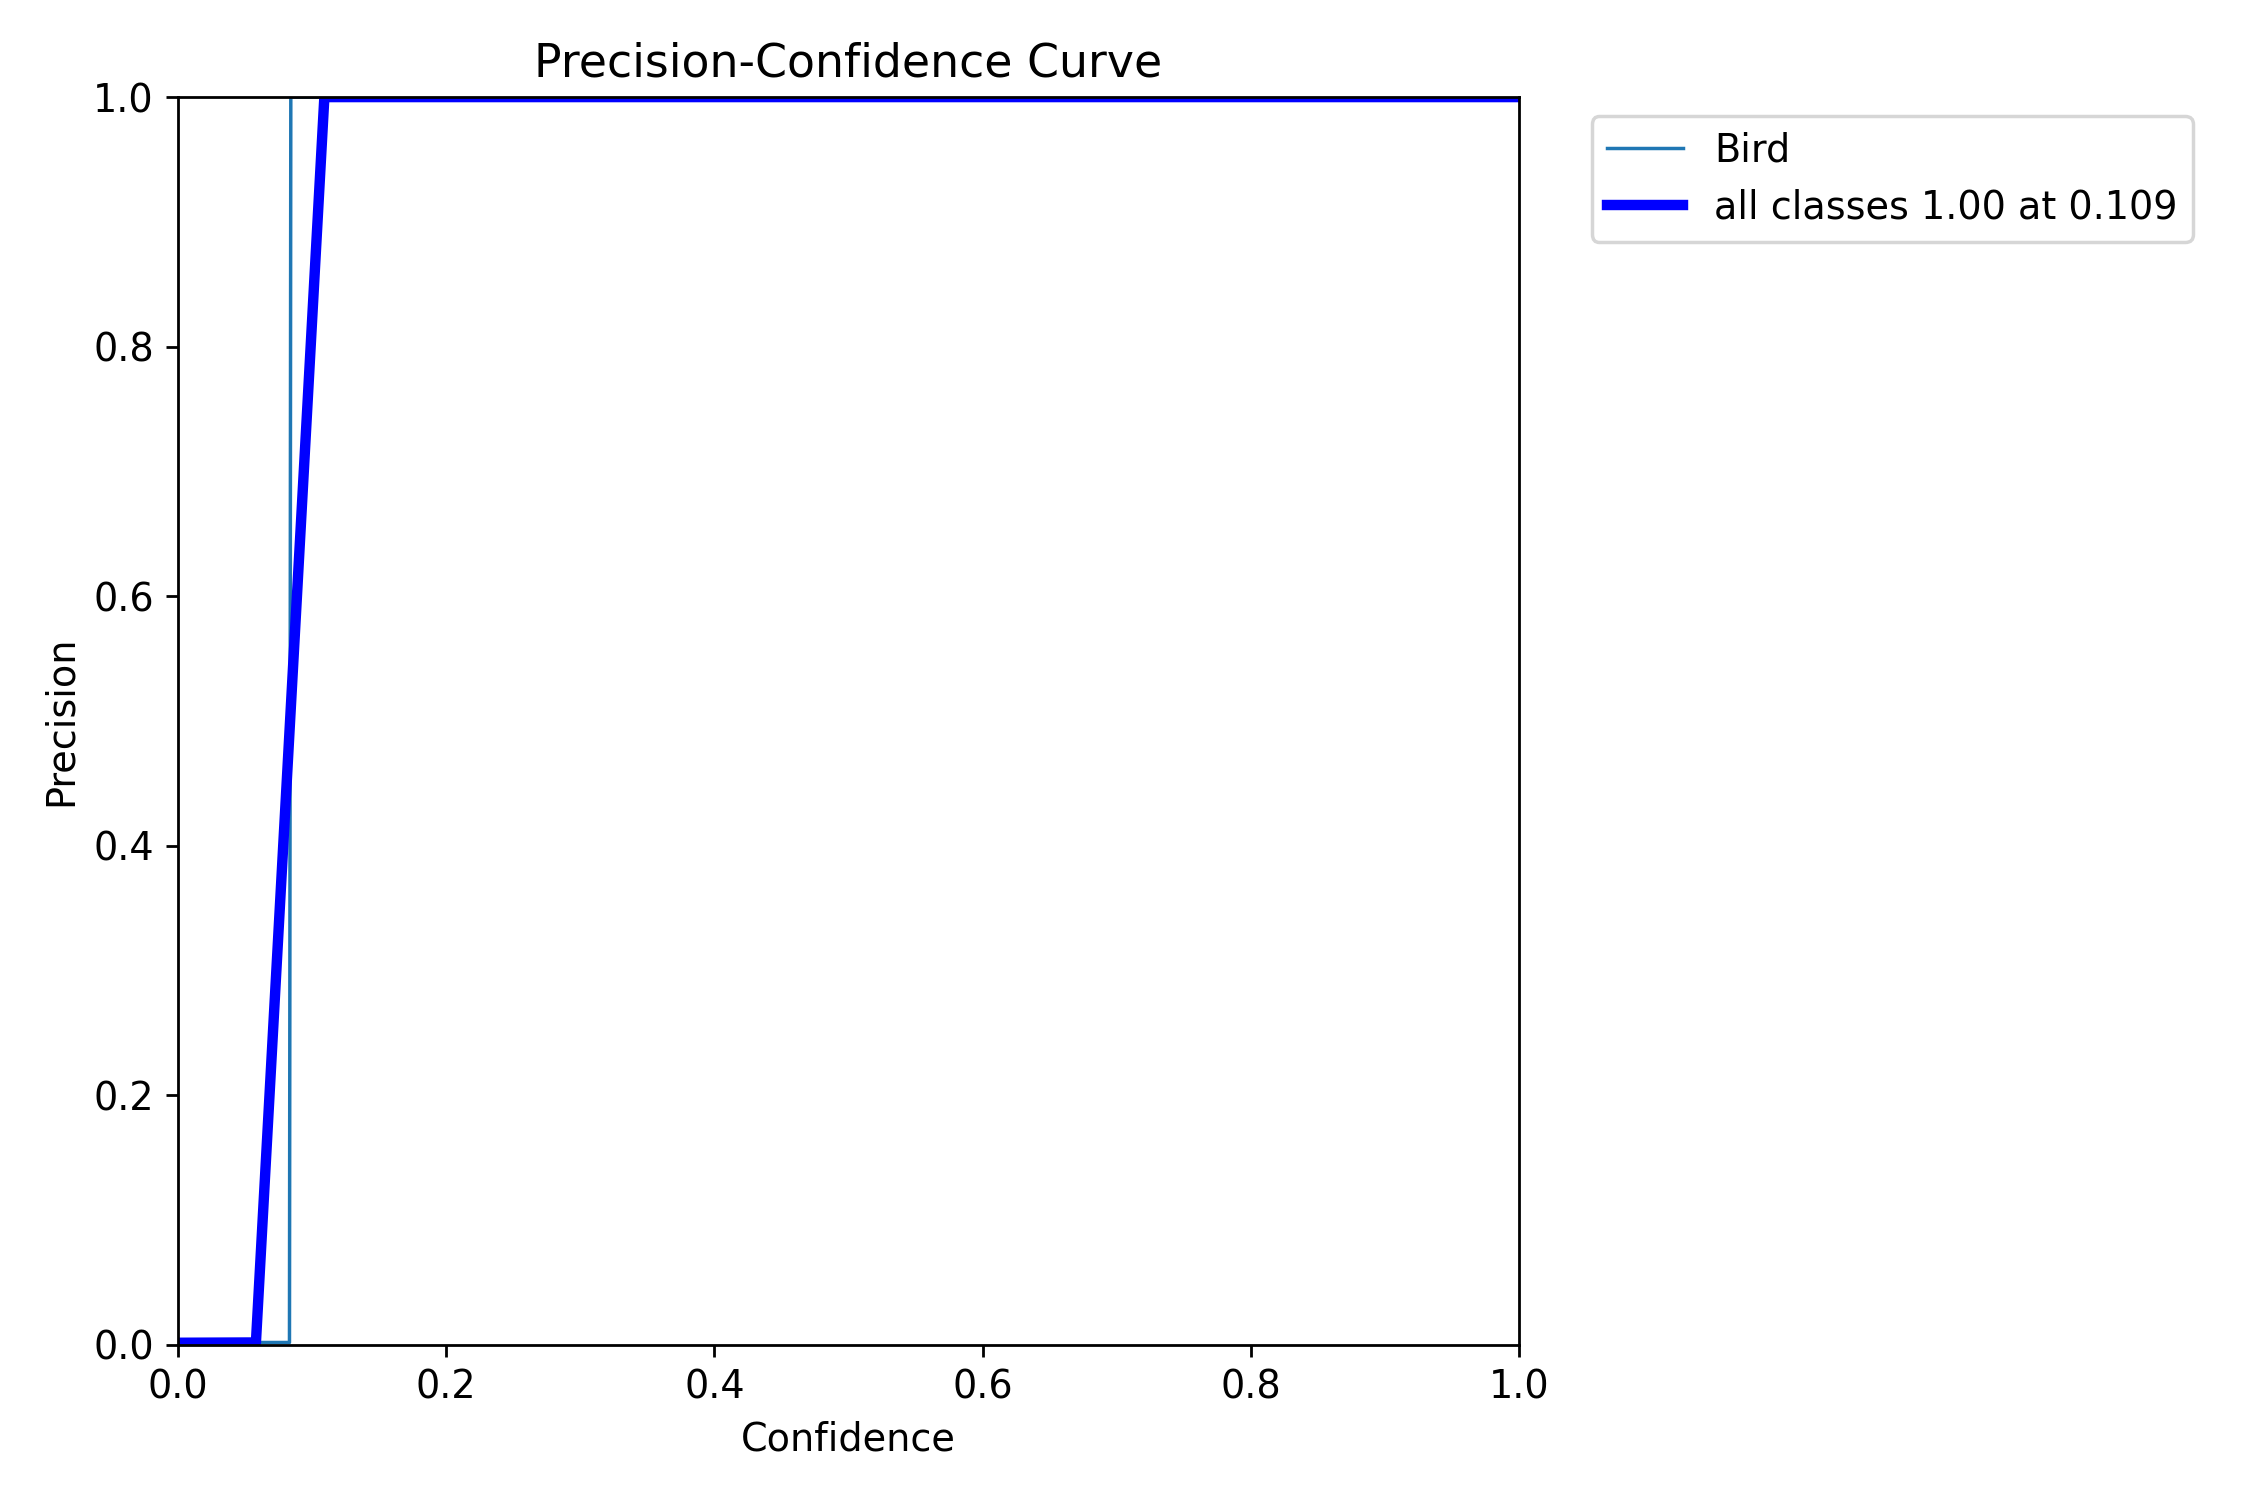 Precision-Confidence Curve
1.0
0.8
0.6
0.4
0.2
0.0
Precision
0.0 0.2 0.4 0.6 0.8 1.0
Confidence
Bird
all classes 1.00 at 0.109